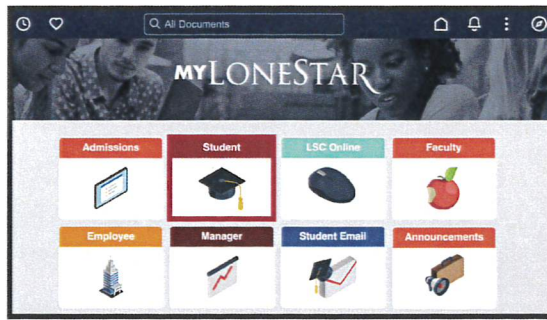 All Documents
MYLONESTAR
Admissions
Student
LSC Online
Faculty
Employee
Manager
Student Email
Announcements